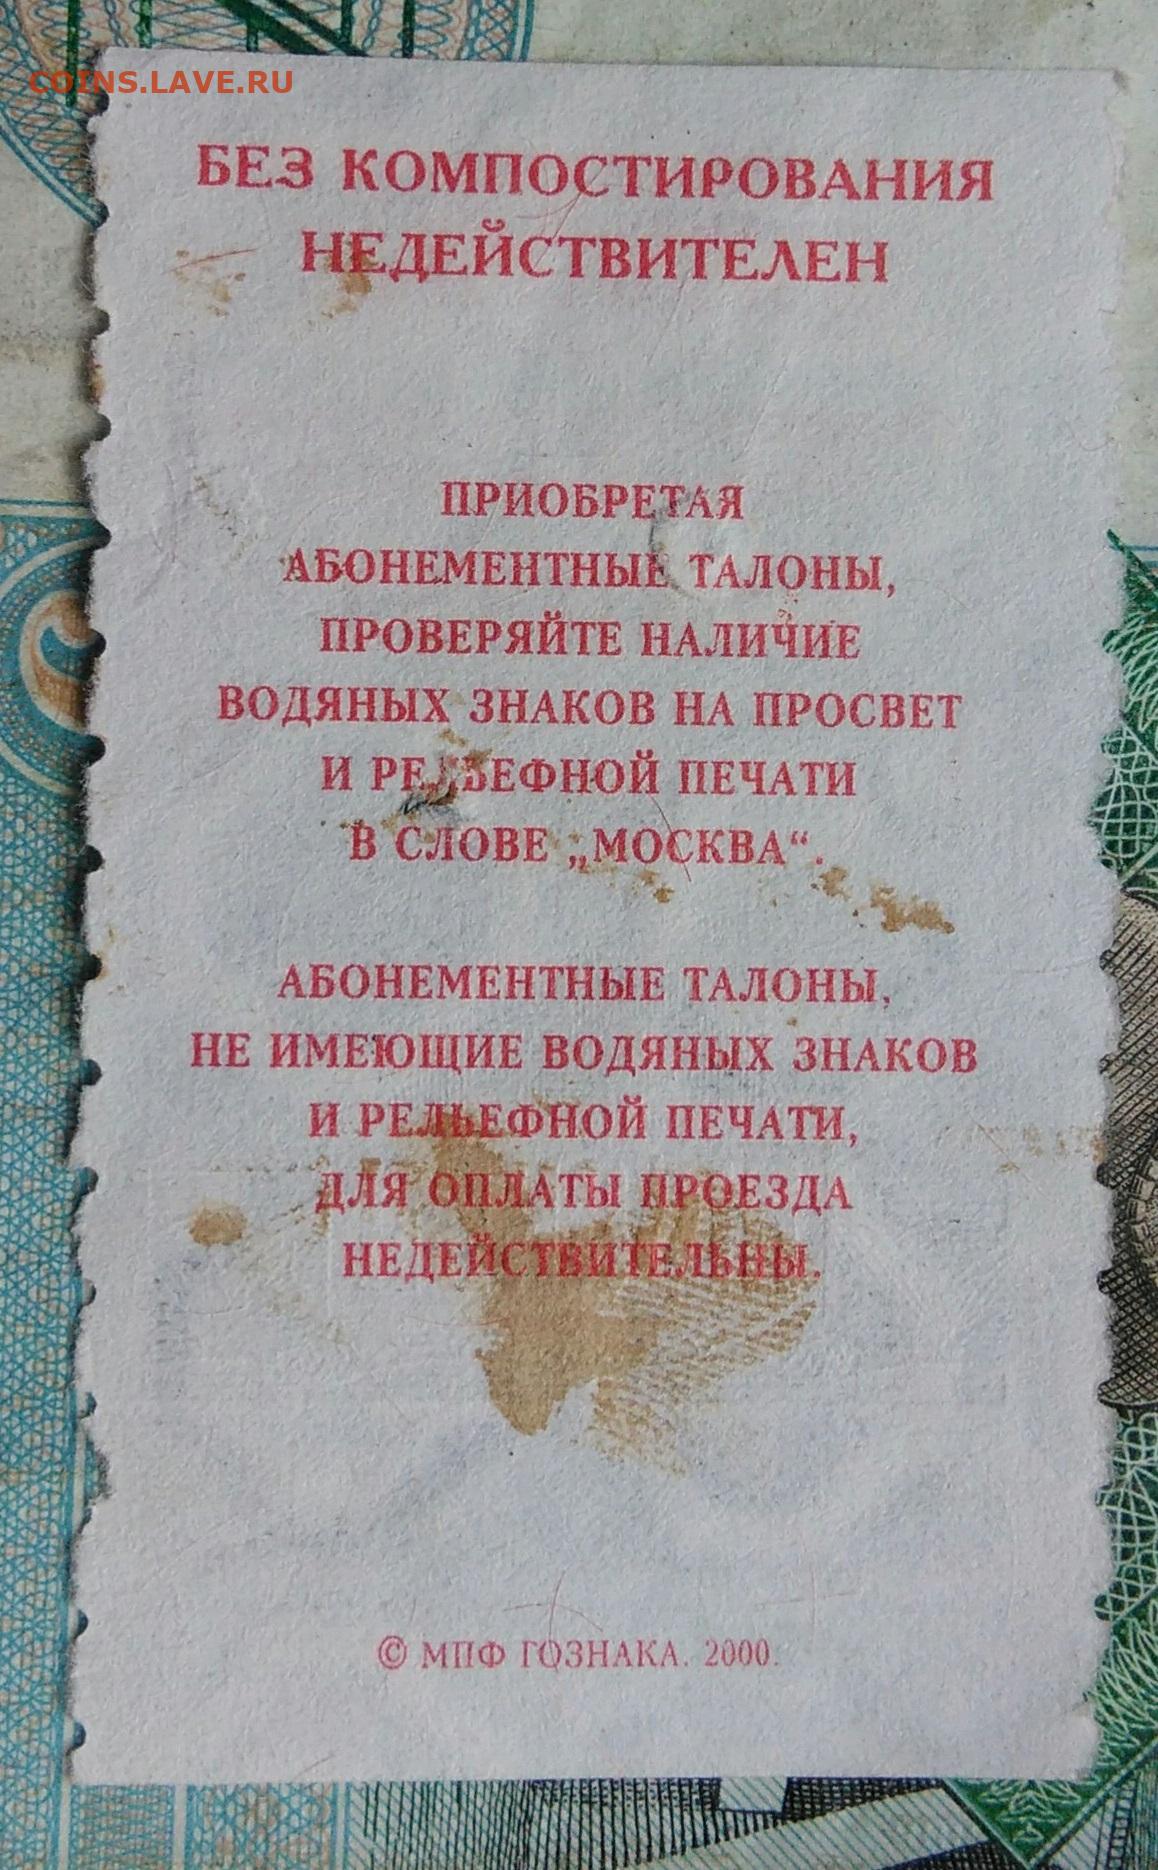 COINS.LAVE.RU
БЕЗ КОМПОСТИРОВАНИЯ
НЕДЕЙСТВИТЕЛЕН
ПРИОБРЕТАЯ
АБОНЕМЕНТНЫЕ ТАЛОНЫ,
ПРОВЕРЯЙТЕ НАЛИЧИЕ
ВОДЯНЫХ ЗНАКОВ НА ПРОСВЕТ
И РЕЛЬЕФНОЙ ПЕЧАТИ
В СЛОВЕ „МОСКВА“.
АБОНЕМЕНТНЫЕ ТАЛОНЫ,
НЕ ИМЕЮЩИЕ ВОДЯНЫХ ЗНАКОВ
И РЕЛЬЕФНОЙ ПЕЧАТИ,
ДЛЯ ОПЛАТЫ ПРОЕЗДА
НЕДЕЙСТВИТЕЛЬНЫ.
© МПФ ГОЗНАКА. 2000.